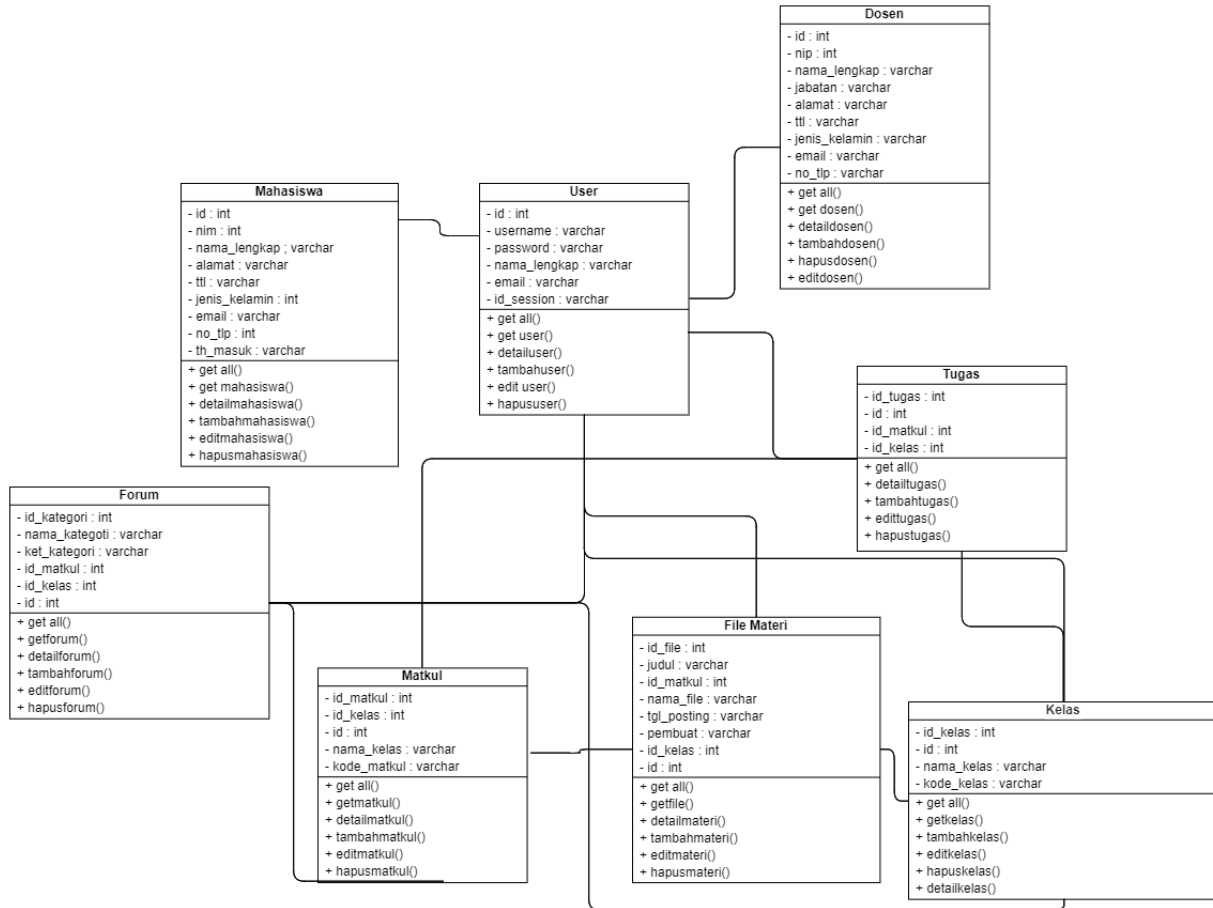 Dosen
- id : int
- nip : int
- nama_lengkap : varchar
- jabatan : varchar
- alamat : varchar
- ttl : varchar
- jenis_kelamin : varchar
- email : varchar
- no_tlp : varchar
+ get all()
+ get dosen()
+ detaildosen()
+ tambahdosen()
+ hapusdosen()
+ editdosen()
Mahasiswa
- id : int
- nim : int
- nama_lengkap ; varchar
- alamat : varchar
- ttl : varchar
- jenis_kelamin : int
- email : varchar
- no_tlp : int
- th_masuk : varchar
+ get all()
+ get mahasiswa()
+ detailmahasiswa()
+ tambahmahasiswa()
+ editmahasiswa()
+ hapusmahasiswa()
User
- id : int
- username : varchar
- password : varchar
- nama_lengkap : varchar
- email : varchar
- id_session : varchar
+ get all()
+ get user()
+ detailuser()
+ tambahuser()
+ edit user()
+ hapususer()
Tugas
- id_tugas : int
- id : int
- id_matkul : int
- id_kelas : int
+ get all()
+ detailtugas()
+ tambahtugas()
+ edittugas()
+ hapustugas()
Forum
- id_kategori : int
- nama_kategoti : varchar
- ket_kategori : varchar
- id_matkul : int
- id_kelas : int
- id : int
+ get all()
+ getforum()
+ detailforum()
+ tambahforum()
+ editforum()
+ hapusforum()
Matkul
- id_matkul : int
- id_kelas : int
- id : int
- nama_kelas : varchar
- kode_matkul : varchar
+ get all()
+ getmatkul()
+ detailmatkul()
+ tambahmatkul()
+ editmatkul()
+ hapusmatkul()
File Materi
- id_file : int
- judul : varchar
- id_matkul : int
- nama_file : varchar
- tgl_posting : varchar
- pembuat : varchar
- id_kelas : int
- id : int
+ get all()
+ getfile()
+ detailmateri()
+ tambahmateri()
+ editmateri()
+ hapusmateri()
Kelas
- id_kelas : int
- id : int
- nama_kelas : varchar
- kode_kelas : varchar
+ get all()
+ getkelas()
+ tambahkelas()
+ editkelas()
+ hapuskelas()
+ detailkelas()